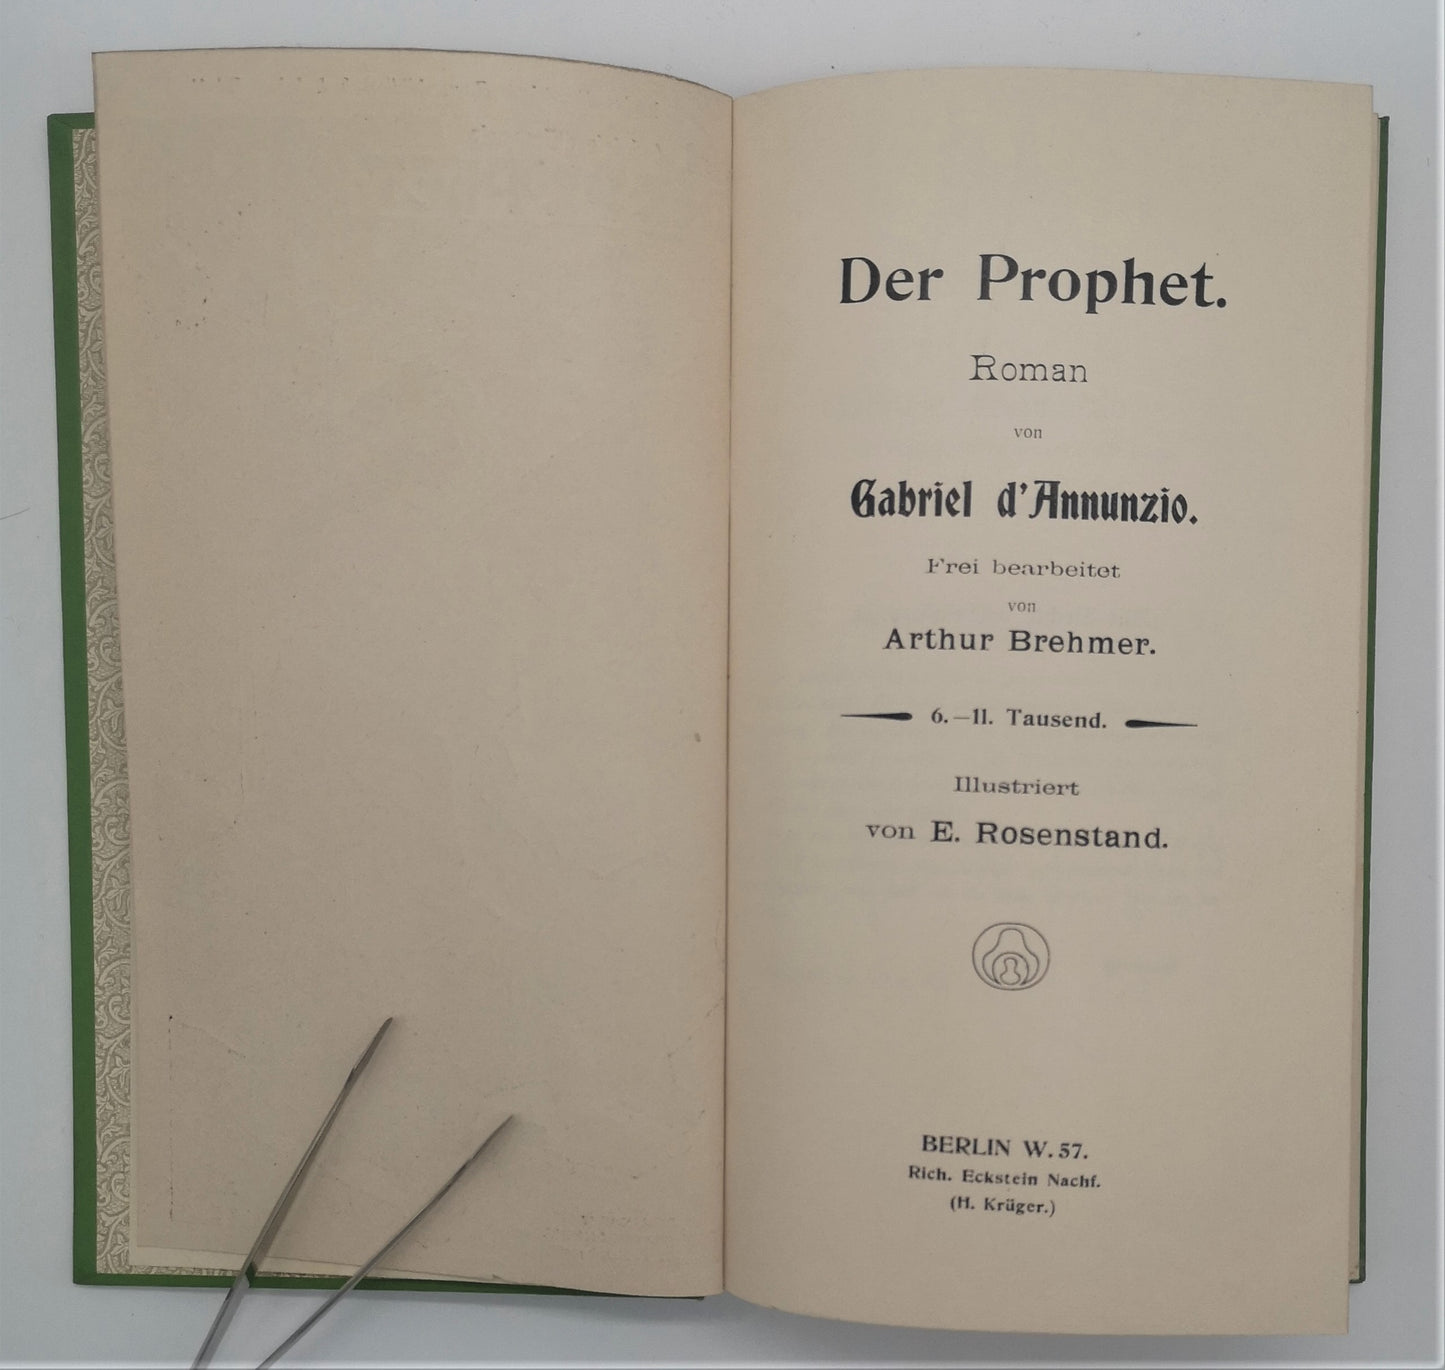 Der Prophet.
Roman
von
Gabriel d'Annunzio.
Frei bearbeitet
von
Arthur Brehmer.
6.—11. Tausend.
Illustriert
von E. Rosenstand.
BERLIN W. 57.
Rich. Eckstein Nachf.
(H. Krüger.)